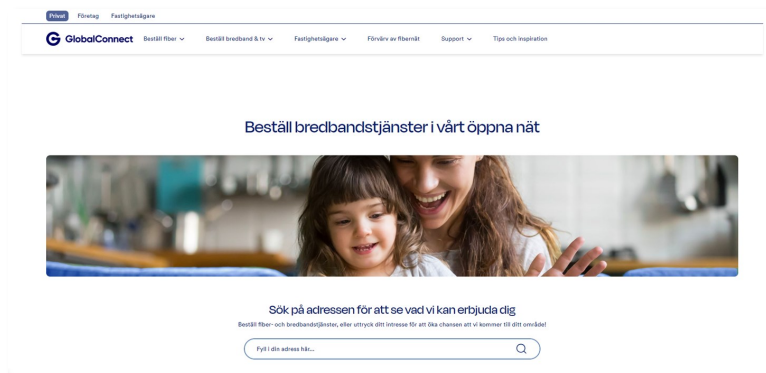 Privat Företag Fastighetsägare
GlobalConnect Beställ fiber Beställ bredband & tv Fastighetsägare Förvärv av fibernät Support Tips och inspiration
Beställ bredbandstjänster i vårt öppna nät
Sök på adressen för att se vad vi kan erbjuda dig
Beställ fiber- och bredbandstjänster, eller uttryck ditt intresse för att öka chansen att vi kommer till ditt område!
Fyll i din adress här...